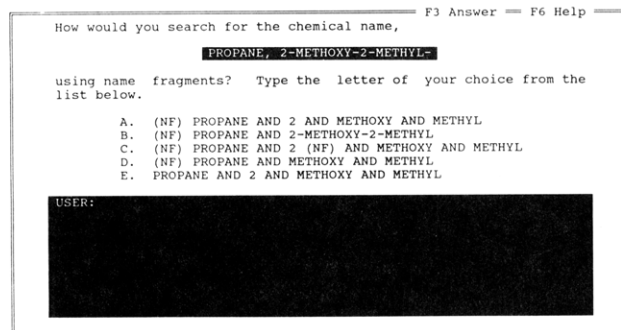 F3 Answer F6 Help
How would you search for the chemical name,
PROPANE, 2-METHOXY-2-METHYL-
using name fragments? Type the letter of your choice from the
list below.
A. (NF) PROPANE AND 2 AND METHOXY AND METHYL
B. (NF) PROPANE AND 2-METHOXY-2-METHYL
C. (NF) PROPANE AND 2 (NF) AND METHOXY AND METHYL
D. (NF) PROPANE AND METHOXY AND METHYL
E. PROPANE AND 2 AND METHOXY AND METHYL
USER: